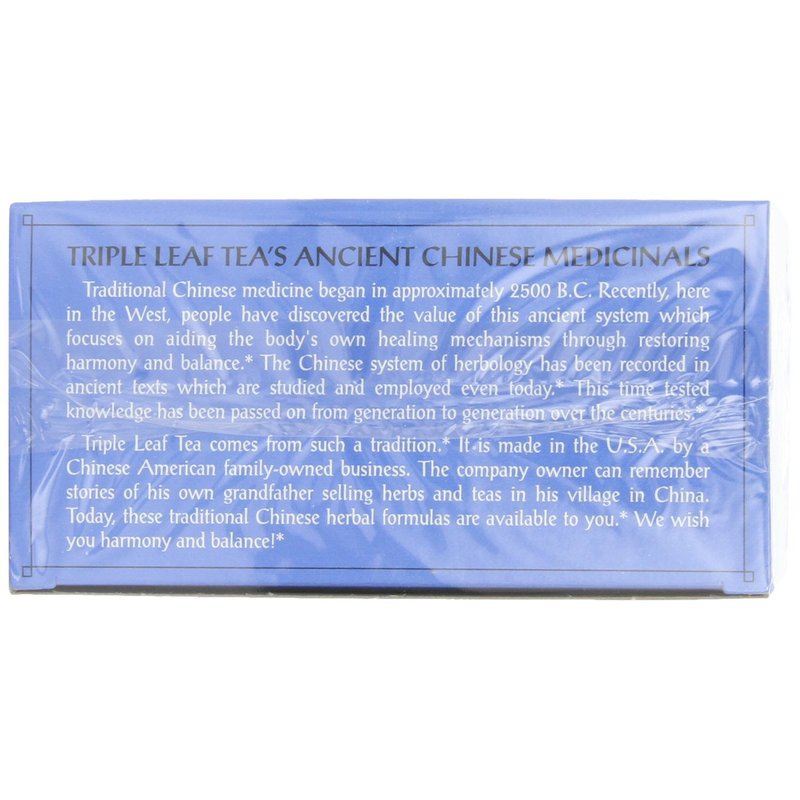 TRIPLE LEAF TEA'S ANCIENT CHINESE MEDICINALS
Traditional Chinese medicine began in approximately 2500 B.C. Recently, here
in the West, people have discovered the value of this ancient system which
focuses on aiding the body's own healing mechanisms through restoring
harmony and balance.* The Chinese system of herbology has been recorded in
ancient texts which are studied and employed even today.* This time tested
knowledge has been passed on from generation to generation over the centuries.*
Triple Leaf Tea comes from such a tradition.* It is made in the U.S.A. by a
Chinese American family-owned business. The company owner can remember
stories of his own grandfather selling herbs and teas in his village in China.
Today, these traditional Chinese herbal formulas are available to you.* We wish
you harmony and balance!*